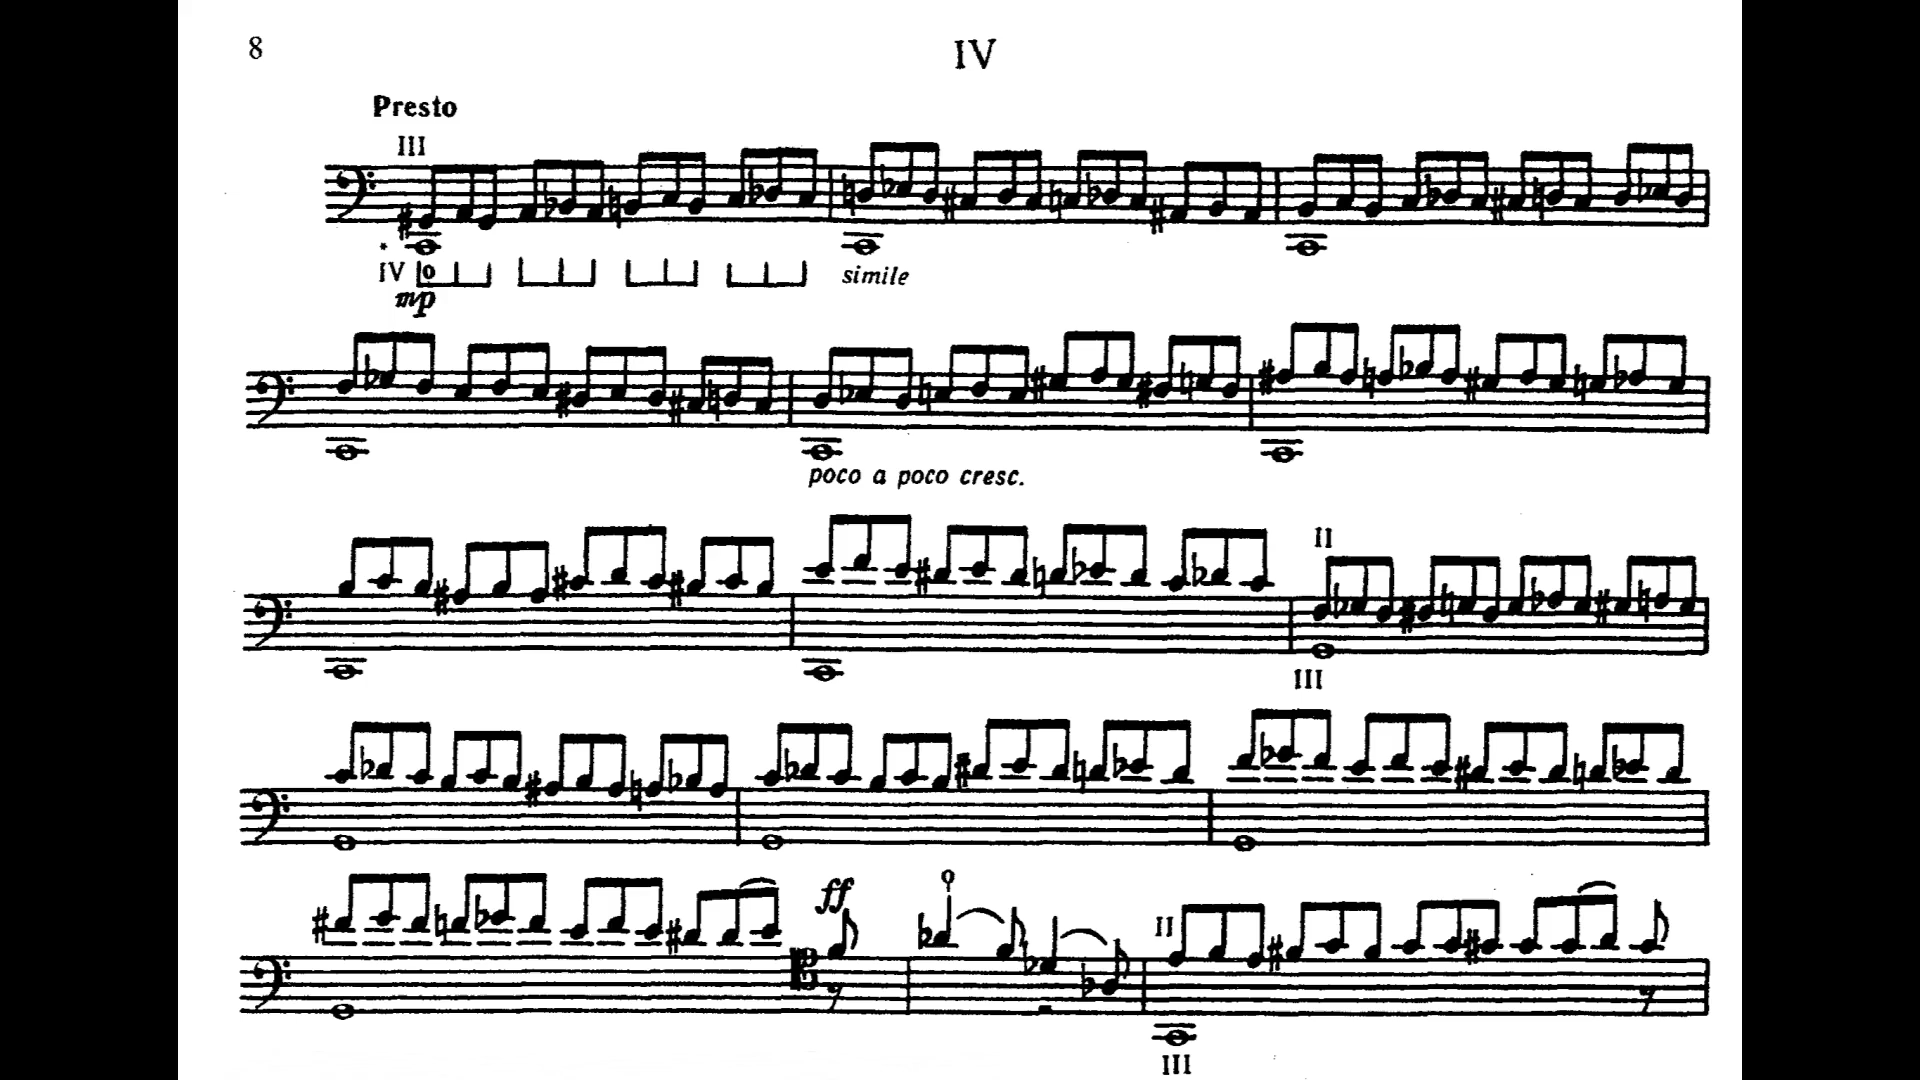 8
IV
Presto
III
* IV o
simile
mp
poco a poco cresc.
II
III
ff
o
II
III